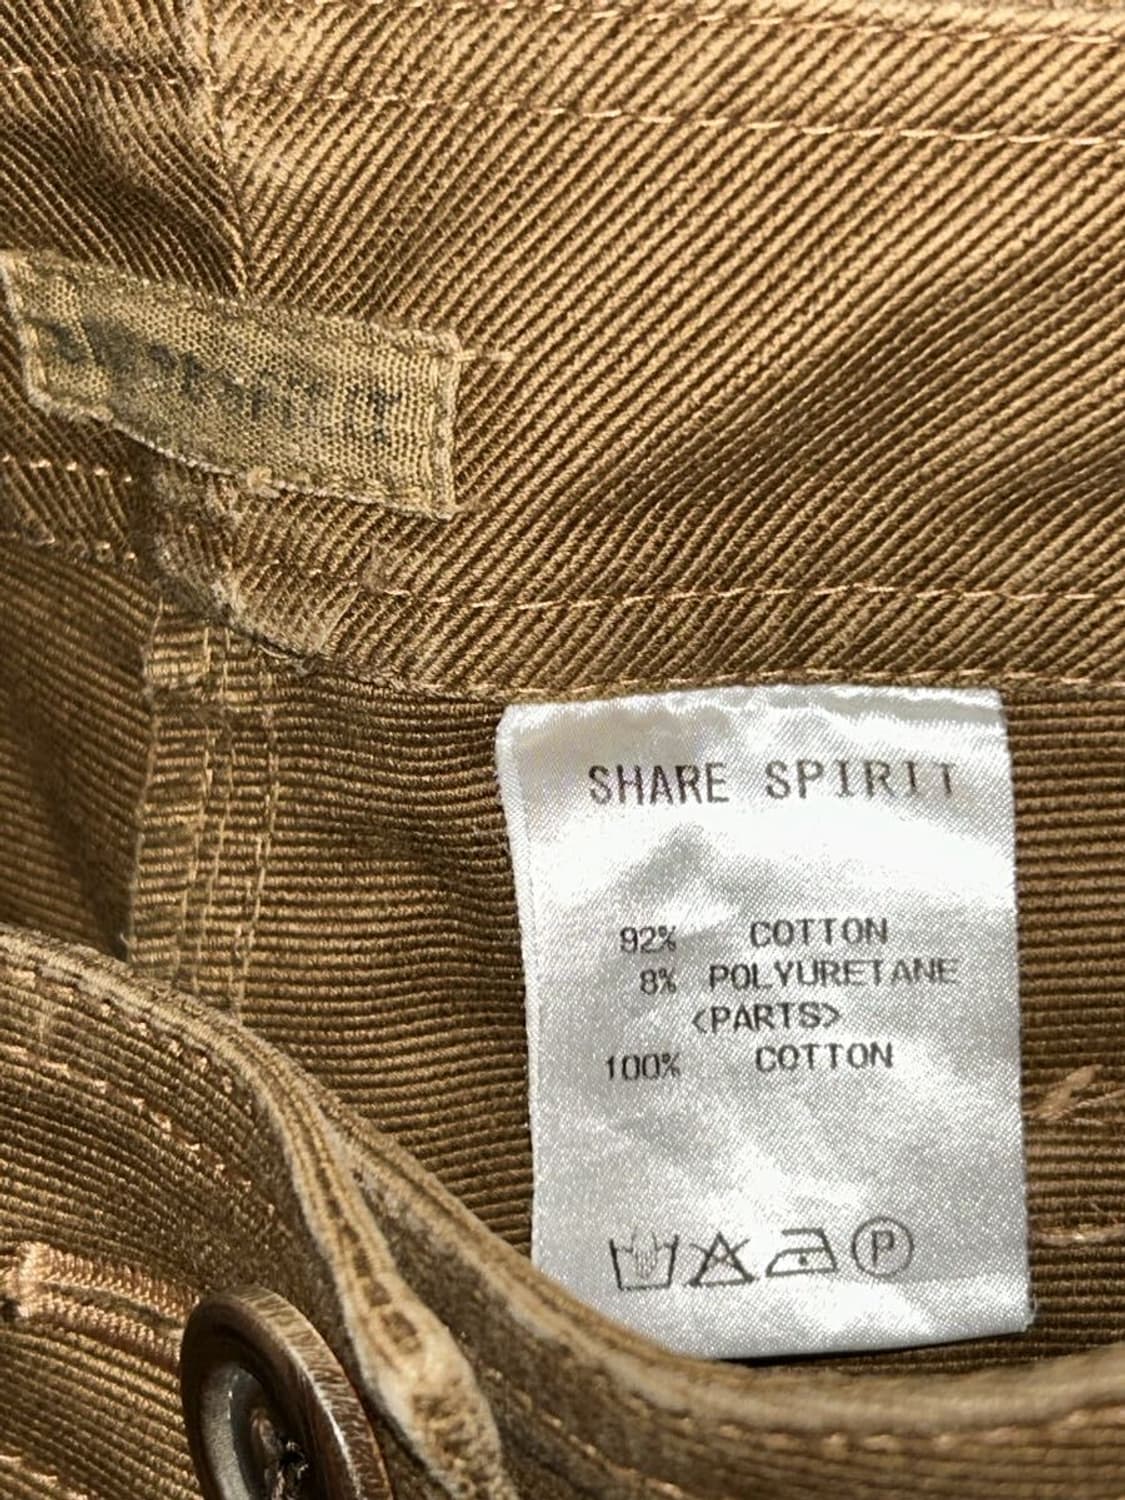 SHARE SPIRIT
92% COTTON
8% POLYURETANE
<PARTS>
100% COTTON
P